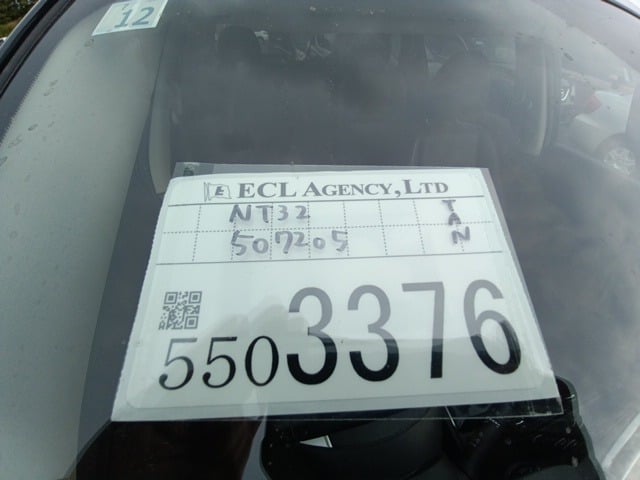 12
E ECL AGENCY, LTD
NT32
507205
TAN
5503376